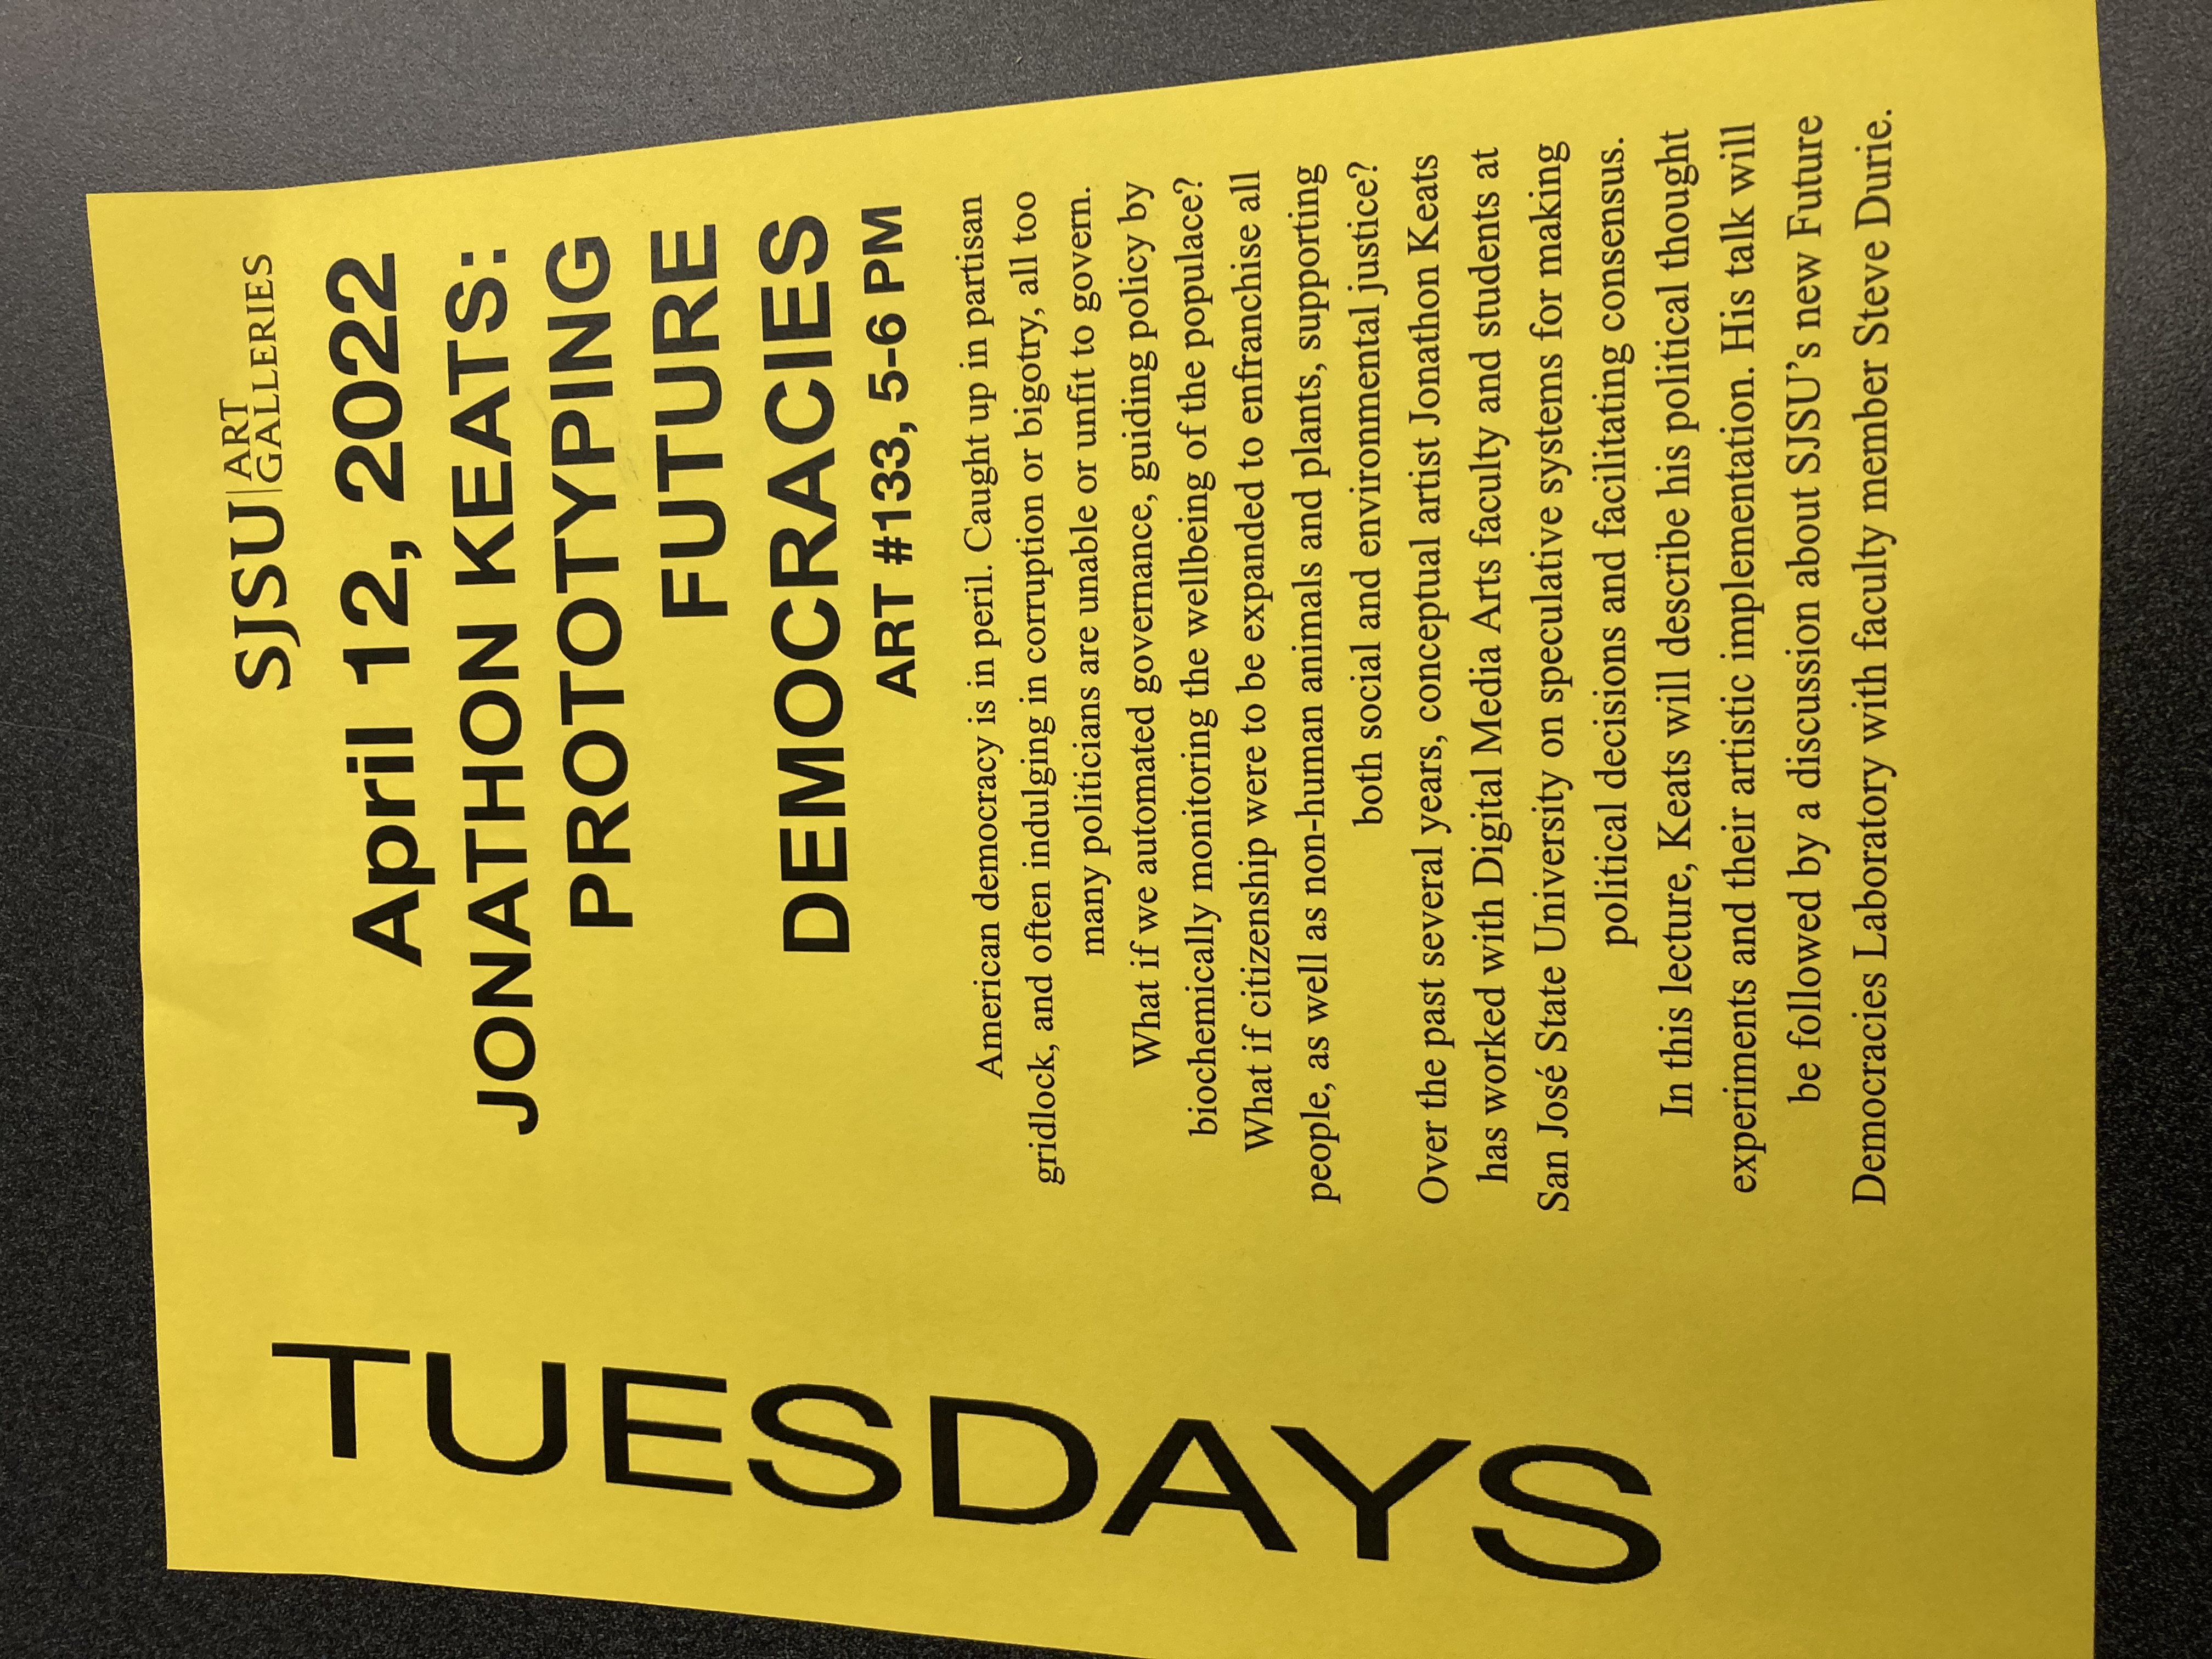 TUESDAYS
SJSU ART
GALLERIES
April 12, 2022
JONATHON KEATS:
PROTOTYPING
FUTURE
DEMOCRACIES
ART #133, 5-6 PM
American democracy is in peril. Caught up in partisan
gridlock, and often indulging in corruption or bigotry, all too
many politicians are unable or unfit to govern.
What if we automated governance, guiding policy by
biochemically monitoring the wellbeing of the populace?
What if citizenship were to be expanded to enfranchise all
people, as well as non-human animals and plants, supporting
both social and environmental justice?
Over the past several years, conceptual artist Jonathon Keats
has worked with Digital Media Arts faculty and students at
San José State University on speculative systems for making
political decisions and facilitating consensus.
In this lecture, Keats will describe his political thought
experiments and their artistic implementation. His talk will
be followed by a discussion about SJSU’s new Future
Democracies Laboratory with faculty member Steve Durie.